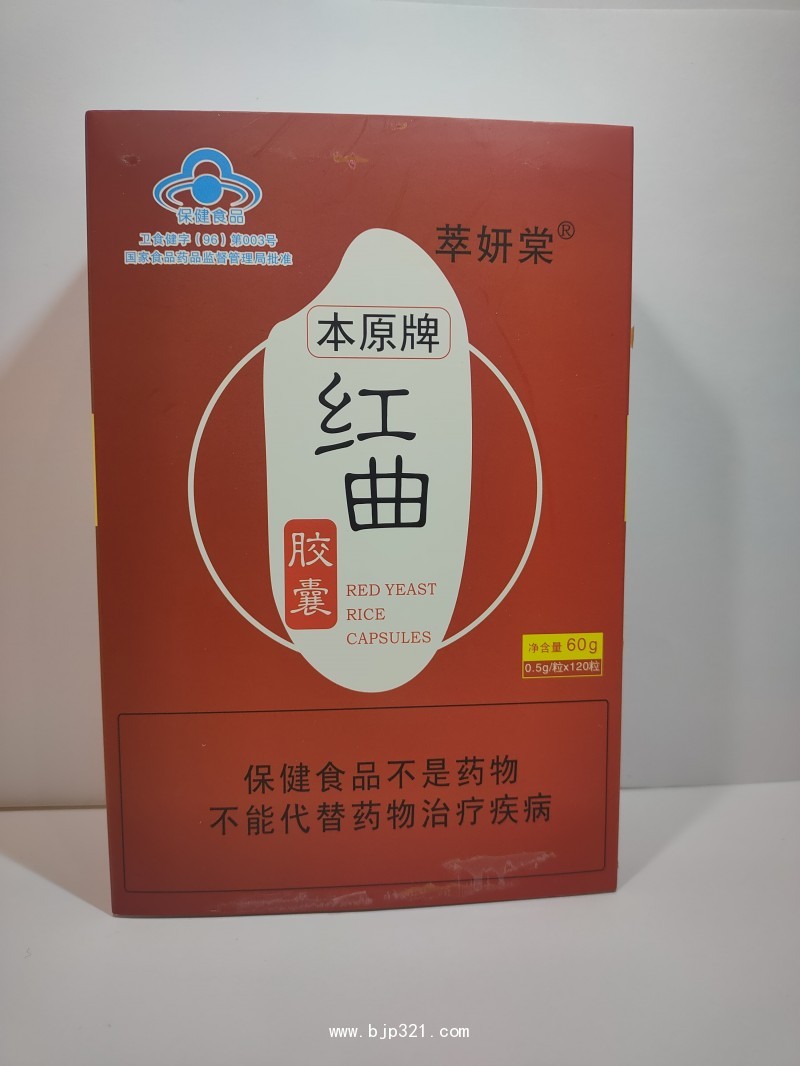 保健食品
卫食健字（96）第003号
国家食品药品监督管理局批准
萃妍棠®
本原牌
红
曲
胶
囊
RED YEAST
RICE
CAPSULES
净含量 60g
0.5g/粒x120粒
保健食品不是药物
不能代替药物治疗疾病
www.bjp321.com